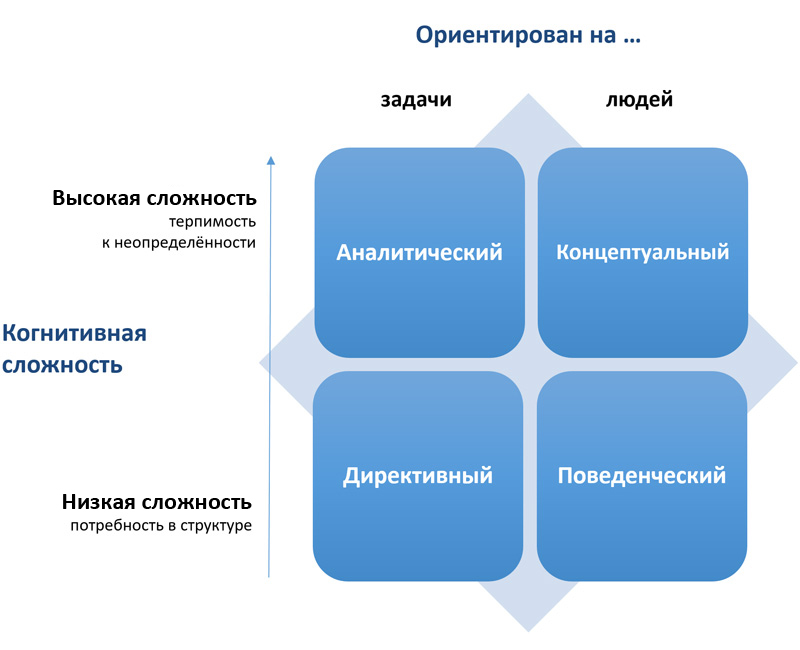 Ориентирован на ...
задачи
людей
Высокая сложность
терпимость
к неопределённости
Аналитический
Концептуальный
Когнитивная
сложность
Директивный
Поведенческий
Низкая сложность
потребность в структуре